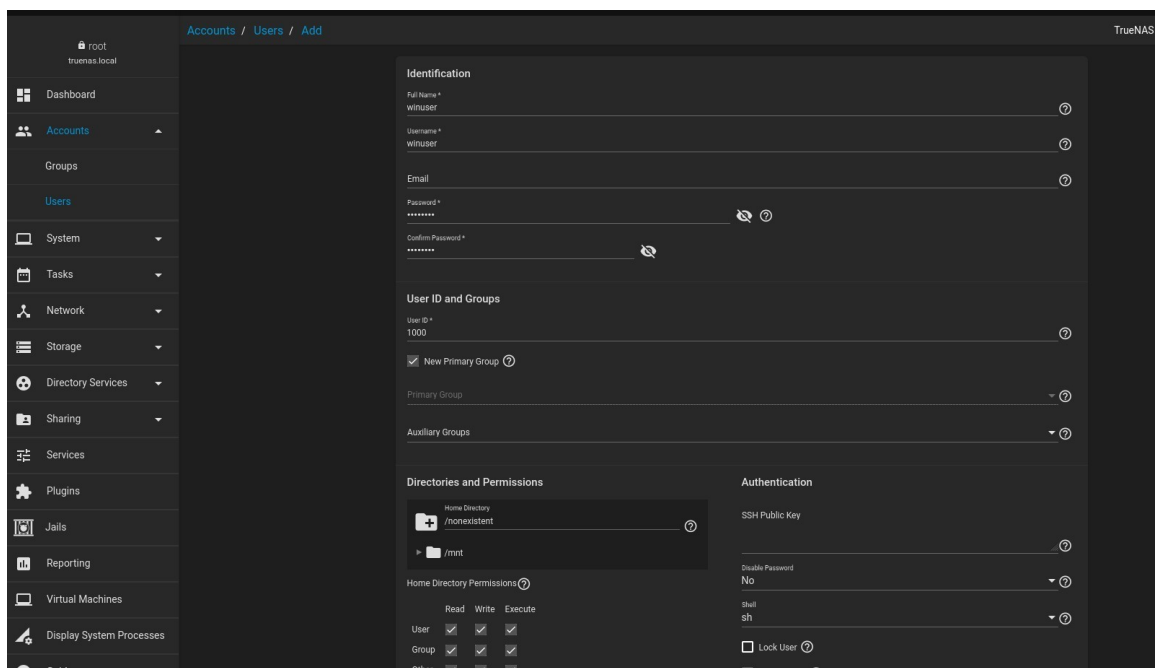 Accounts / Users / Add
TrueNAS
root
truenas.local
Dashboard
Accounts
Groups
Users
System
Tasks
Network
Storage
Directory Services
Sharing
Services
Plugins
Jails
Reporting
Virtual Machines
Display System Processes
Identification
Full Name *
winuser
Username *
winuser
Email
Password *
••••••••
Confirm Password *
••••••••
User ID and Groups
User ID *
1000
New Primary Group
Primary Group
Auxiliary Groups
Directories and Permissions
Home Directory
/nonexistent
/mnt
Home Directory Permissions
Read Write Execute
User
Group
Authentication
SSH Public Key
Disable Password
No
Shell
sh
Lock User